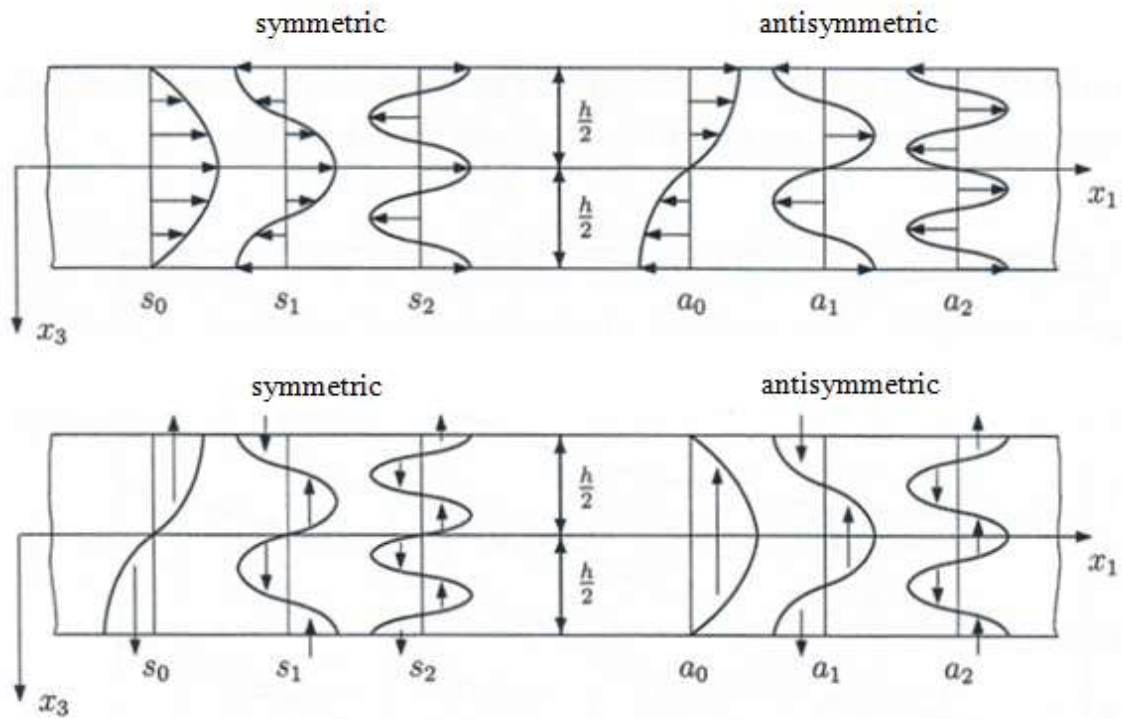 symmetric antisymmetric
h/2
x₁
h/2
s₀ s₁ s₂ a₀ a₁ a₂
x₃
symmetric antisymmetric
h/2
x₁
h/2
s₀ s₁ s₂ a₀ a₁ a₂
x₃